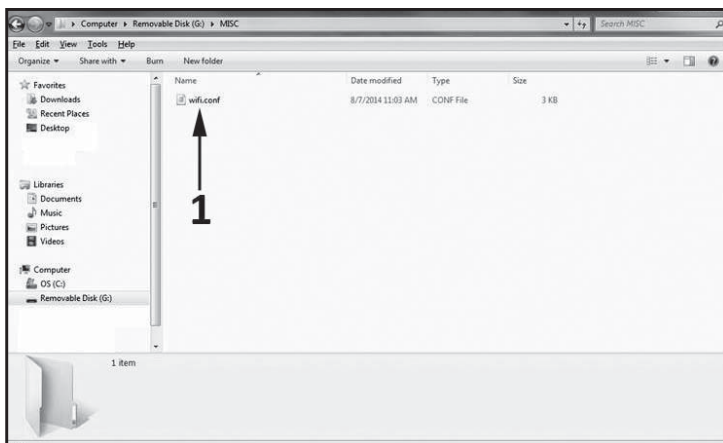 Computer ▸ Removable Disk (G:) ▸ MISC
Search MISC
File Edit View Tools Help
Organize Share with Burn New folder
Name Date modified Type Size
Favorites
Downloads
Recent Places
Desktop
Libraries
Documents
Music
Pictures
Videos
Computer
OS (C:)
Removable Disk (G:)
wifi.conf 8/7/2014 11:03 AM CONF File 3 KB
1
1 item